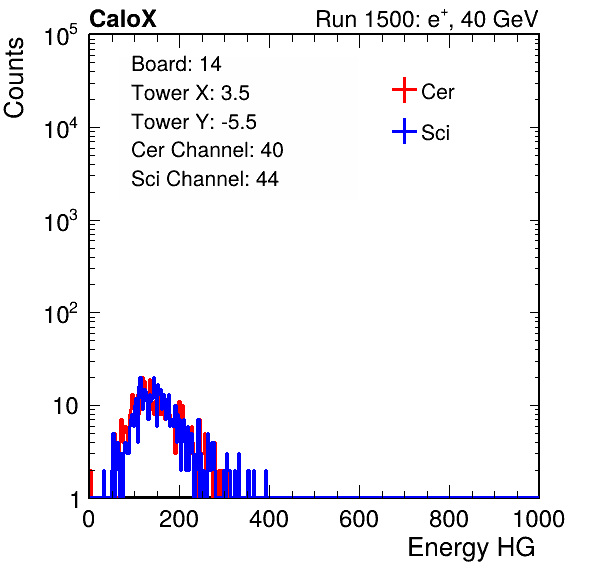 CaloX Run 1500: e⁺, 40 GeV
Counts
10⁵
10⁴
10³
10²
10
1
Board: 14
Tower X: 3.5
Tower Y: -5.5
Cer Channel: 40
Sci Channel: 44
Cer
Sci
0 200 400 600 800 1000
Energy HG